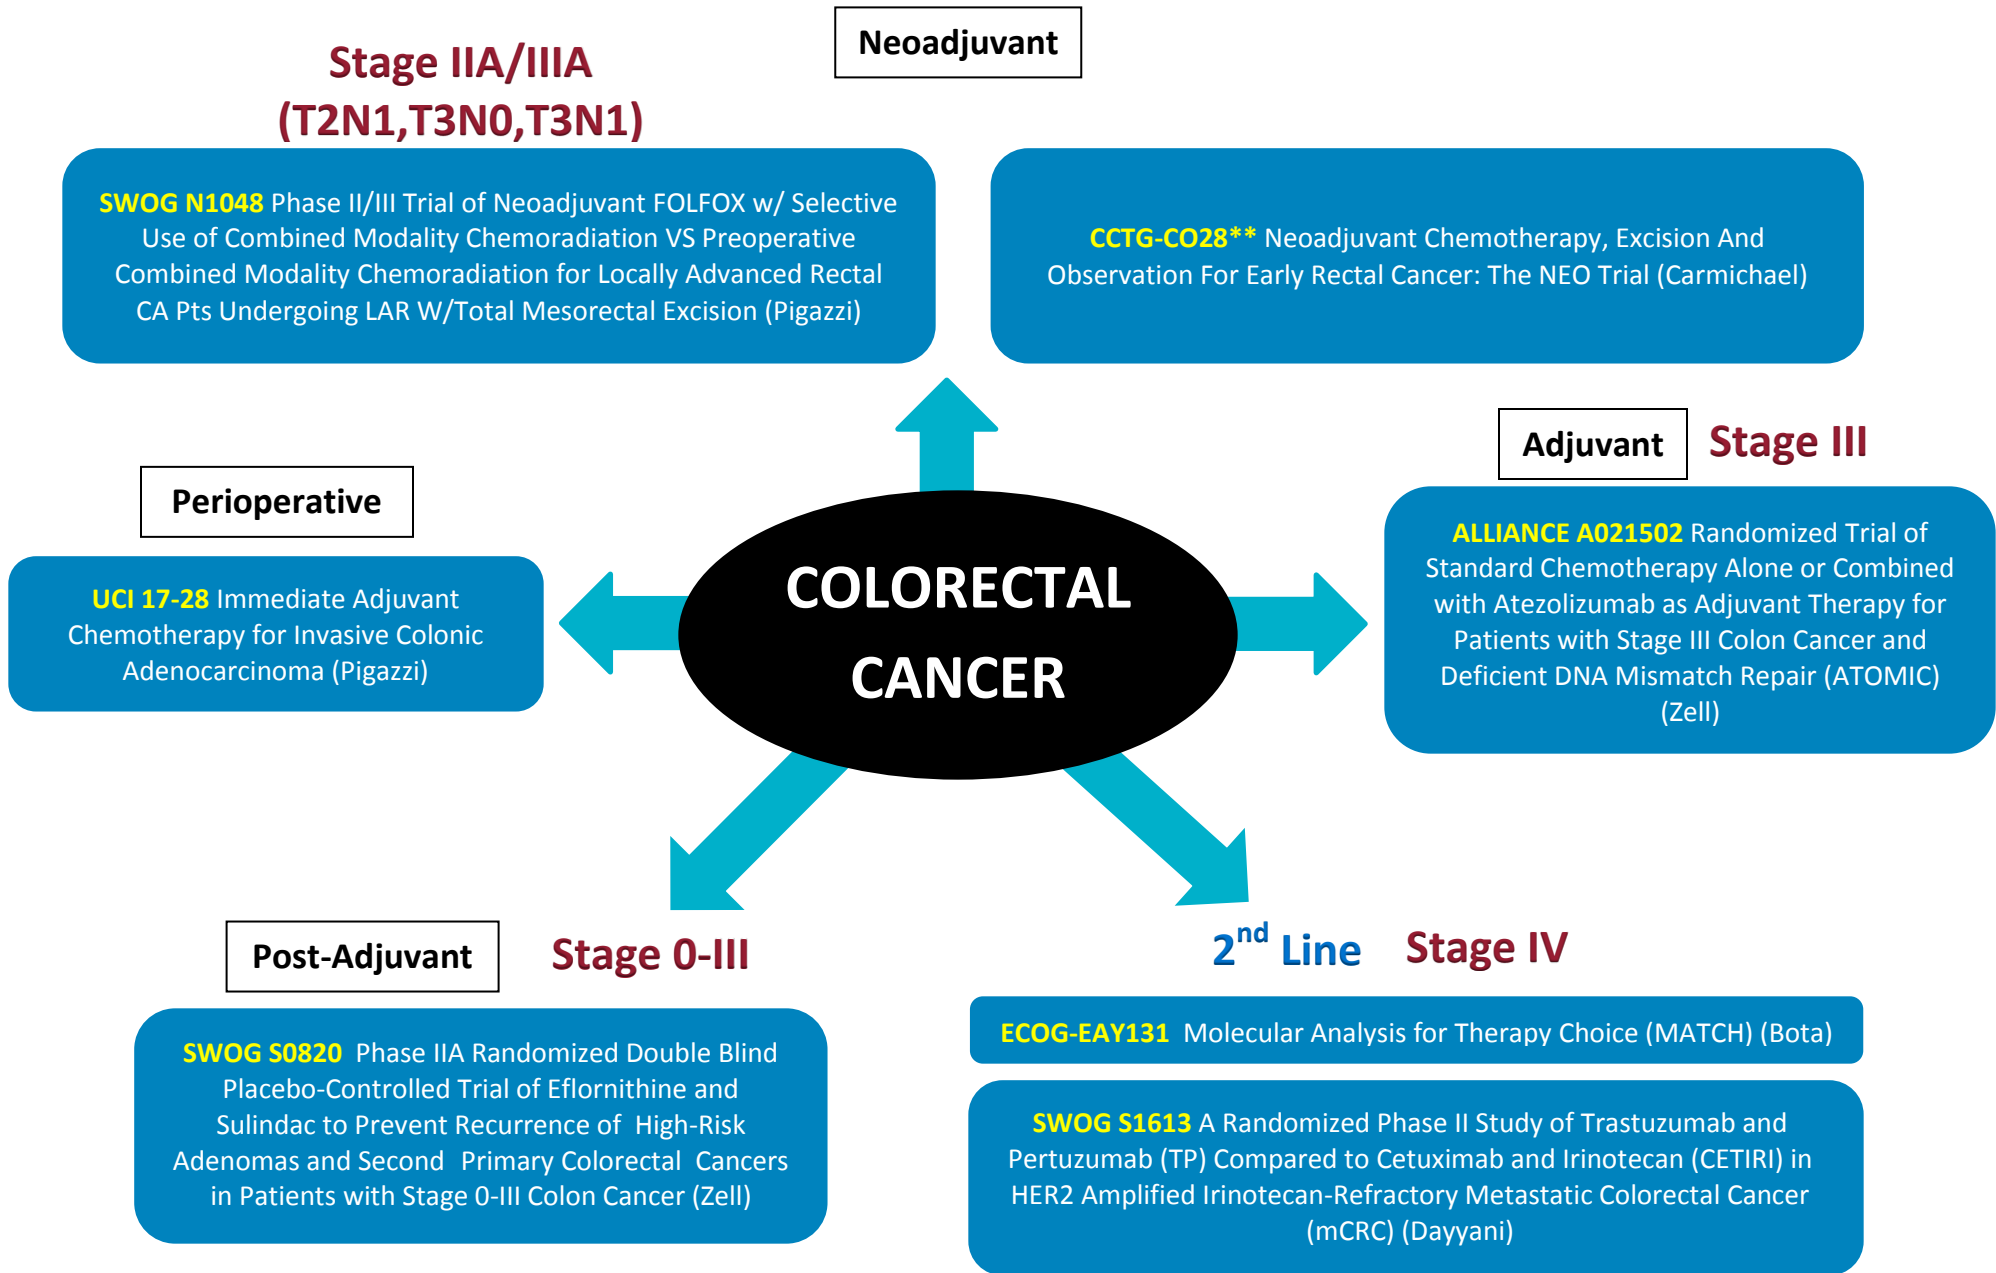 Neoadjuvant
Stage IIA/IIIA
(T2N1,T3N0,T3N1)
SWOG N1048 Phase II/III Trial of Neoadjuvant FOLFOX w/ Selective
Use of Combined Modality Chemoradiation VS Preoperative
Combined Modality Chemoradiation for Locally Advanced Rectal
CA Pts Undergoing LAR W/Total Mesorectal Excision (Pigazzi)
CCTG-CO28** Neoadjuvant Chemotherapy, Excision And
Observation For Early Rectal Cancer: The NEO Trial (Carmichael)
Perioperative
UCI 17-28 Immediate Adjuvant
Chemotherapy for Invasive Colonic
Adenocarcinoma (Pigazzi)
COLORECTAL
CANCER
Adjuvant
Stage III
ALLIANCE A021502 Randomized Trial of
Standard Chemotherapy Alone or Combined
with Atezolizumab as Adjuvant Therapy for
Patients with Stage III Colon Cancer and
Deficient DNA Mismatch Repair (ATOMIC)
(Zell)
Post-Adjuvant
Stage 0-III
SWOG S0820 Phase IIA Randomized Double Blind
Placebo-Controlled Trial of Eflornithine and
Sulindac to Prevent Recurrence of High-Risk
Adenomas and Second Primary Colorectal Cancers
in Patients with Stage 0-III Colon Cancer (Zell)
2nd Line
Stage IV
ECOG-EAY131 Molecular Analysis for Therapy Choice (MATCH) (Bota)
SWOG S1613 A Randomized Phase II Study of Trastuzumab and
Pertuzumab (TP) Compared to Cetuximab and Irinotecan (CETIRI) in
HER2 Amplified Irinotecan-Refractory Metastatic Colorectal Cancer
(mCRC) (Dayyani)